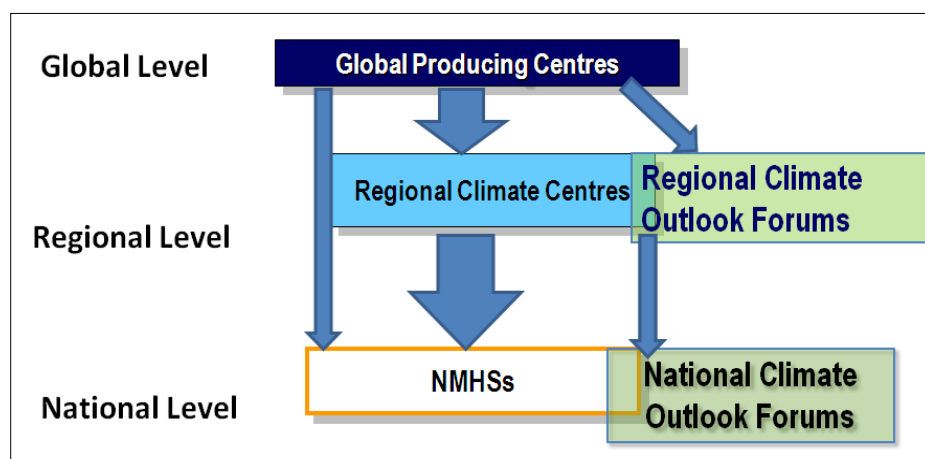 Global Level
Global Producing Centres
Regional Climate Centres
Regional Climate
Outlook Forums
Regional Level
NMHSs
National Climate
Outlook Forums
National Level